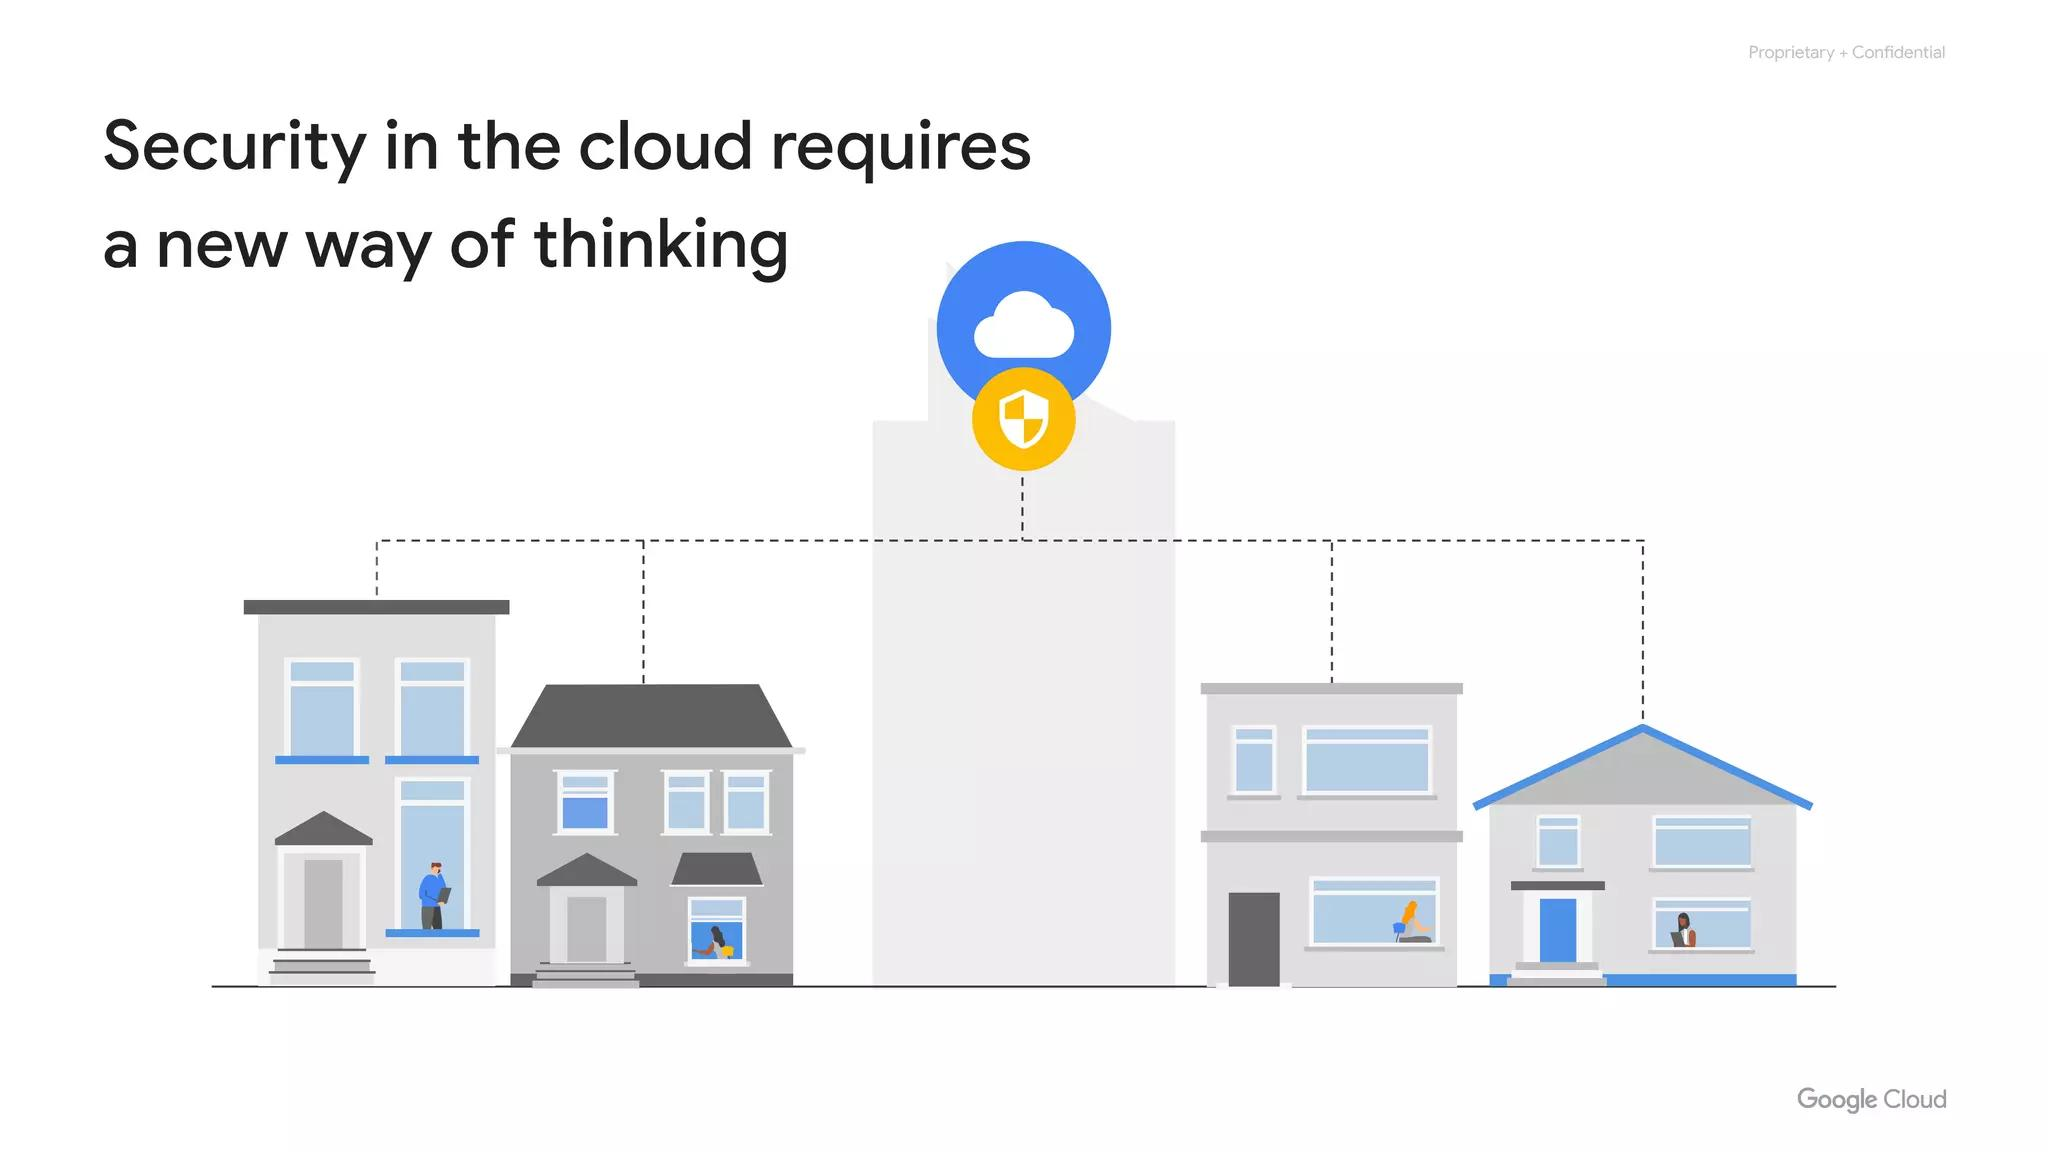 Proprietary + Confidential
Security in the cloud requires
a new way of thinking
Google Cloud